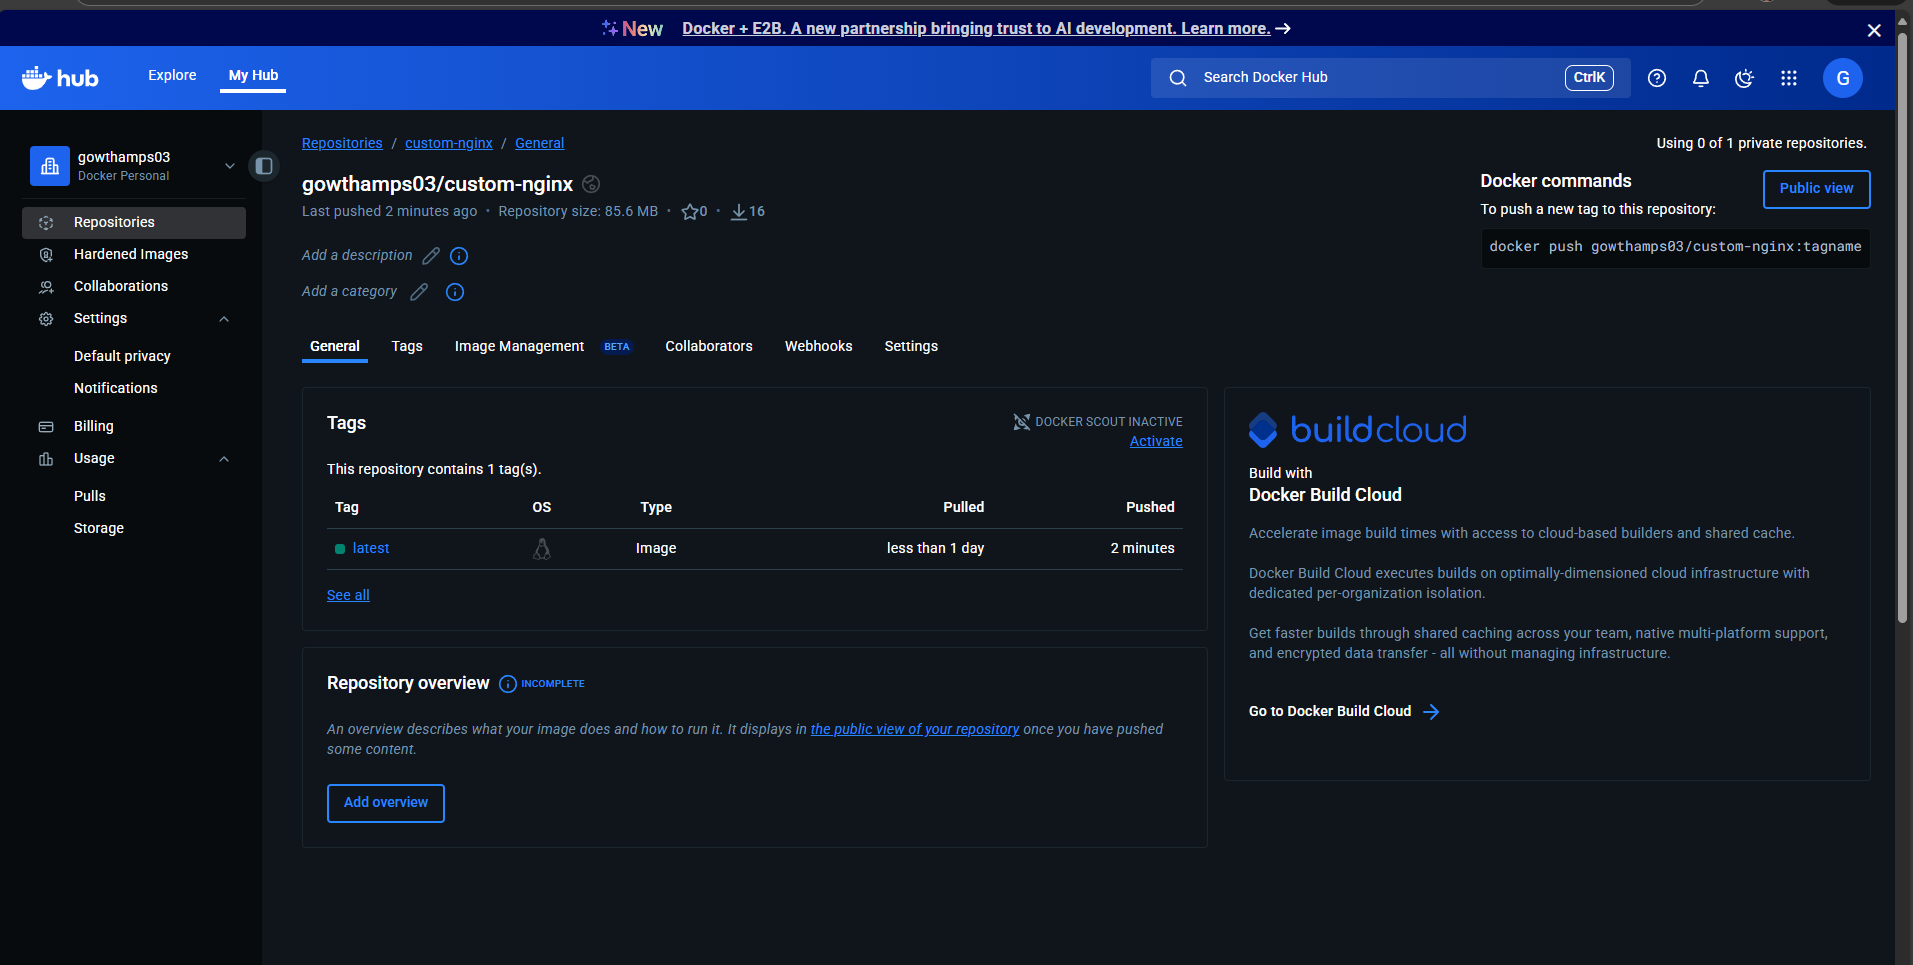 New Docker + E2B. A new partnership bringing trust to AI development. Learn more. →
hub
Explore
My Hub
Search Docker Hub
CtrlK
G
gowthamps03
Docker Personal
Repositories
Hardened Images
Collaborations
Settings
Default privacy
Notifications
Billing
Usage
Pulls
Storage
Repositories / custom-nginx / General
Using 0 of 1 private repositories.
gowthamps03/custom-nginx
Last pushed 2 minutes ago • Repository size: 85.6 MB • 0 • 16
Add a description
Add a category
Docker commands
Public view
To push a new tag to this repository:
docker push gowthamps03/custom-nginx:tagname
General Tags Image Management BETA Collaborators Webhooks Settings
Tags
DOCKER SCOUT INACTIVE
Activate
This repository contains 1 tag(s).
Tag OS Type Pulled Pushed
latest Image less than 1 day 2 minutes
See all
Repository overview INCOMPLETE
An overview describes what your image does and how to run it. It displays in the public view of your repository once you have pushed
some content.
Add overview
buildcloud
Build with
Docker Build Cloud
Accelerate image build times with access to cloud-based builders and shared cache.
Docker Build Cloud executes builds on optimally-dimensioned cloud infrastructure with
dedicated per-organization isolation.
Get faster builds through shared caching across your team, native multi-platform support,
and encrypted data transfer - all without managing infrastructure.
Go to Docker Build Cloud →